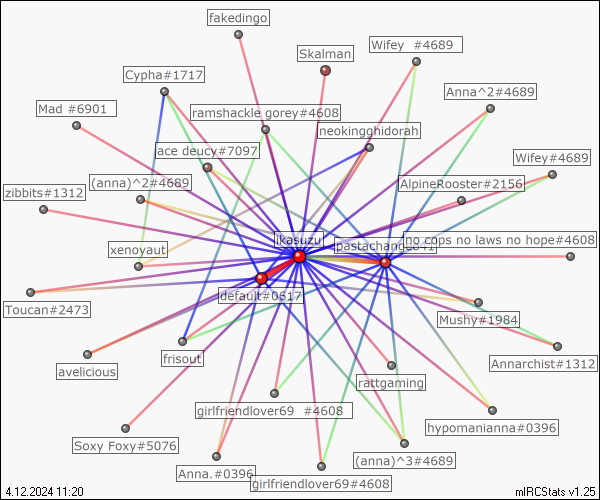 fakedingo
Skalman
Wifey #4689
Cypha#1717
Anna^2#4689
Mad #6901
ramshackle gorey#4608
neokingghidorah
ace deucy#7097
Wifey#4689
(anna)^2#4689
AlpineRooster#2156
zibbits#1312
ikasuzu
no cops no laws no hope#4608
xenoyaut
default#0617
Toucan#2473
Mushy#1984
frisout
Annarchist#1312
avelicious
rattgaming
girlfriendlover69 #4608
hypomanianna#0396
Soxy Foxy#5076
(anna)^3#4689
Anna.#0396
girlfriendlover69#4608
4.12.2024 11:20
mIRCStats v1.25